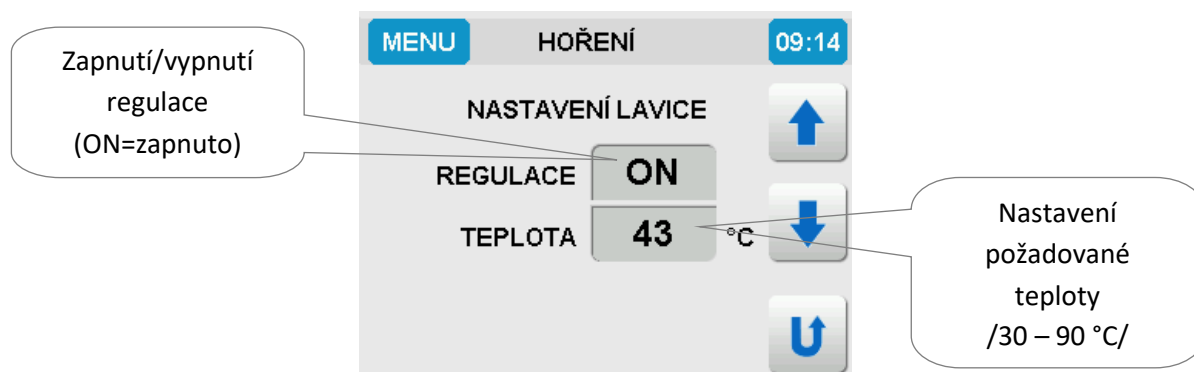 MENU HOŘENÍ 09:14
Zapnutí/vypnutí
regulace
(ON=zapnuto)
NASTAVENÍ LAVICE
REGULACE ON
TEPLOTA 43 °C
Nastavení
požadované
teploty
/30 – 90 °C/